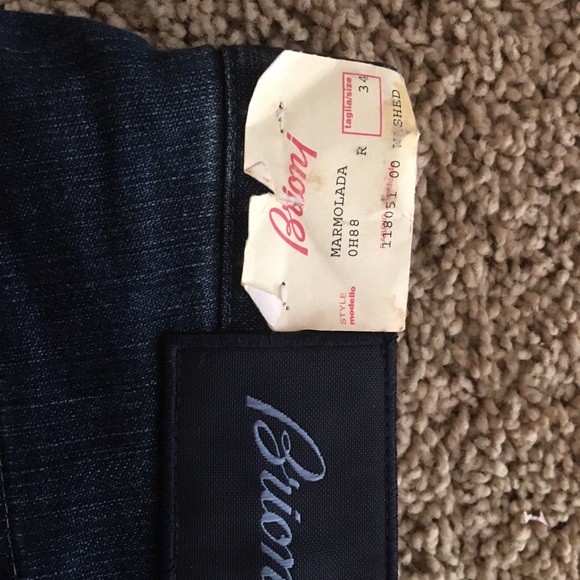 Brioni
taglia/size
34
STYLE
modello
MARMOLADA R
0H88
118051 00 WASHED
Brioni